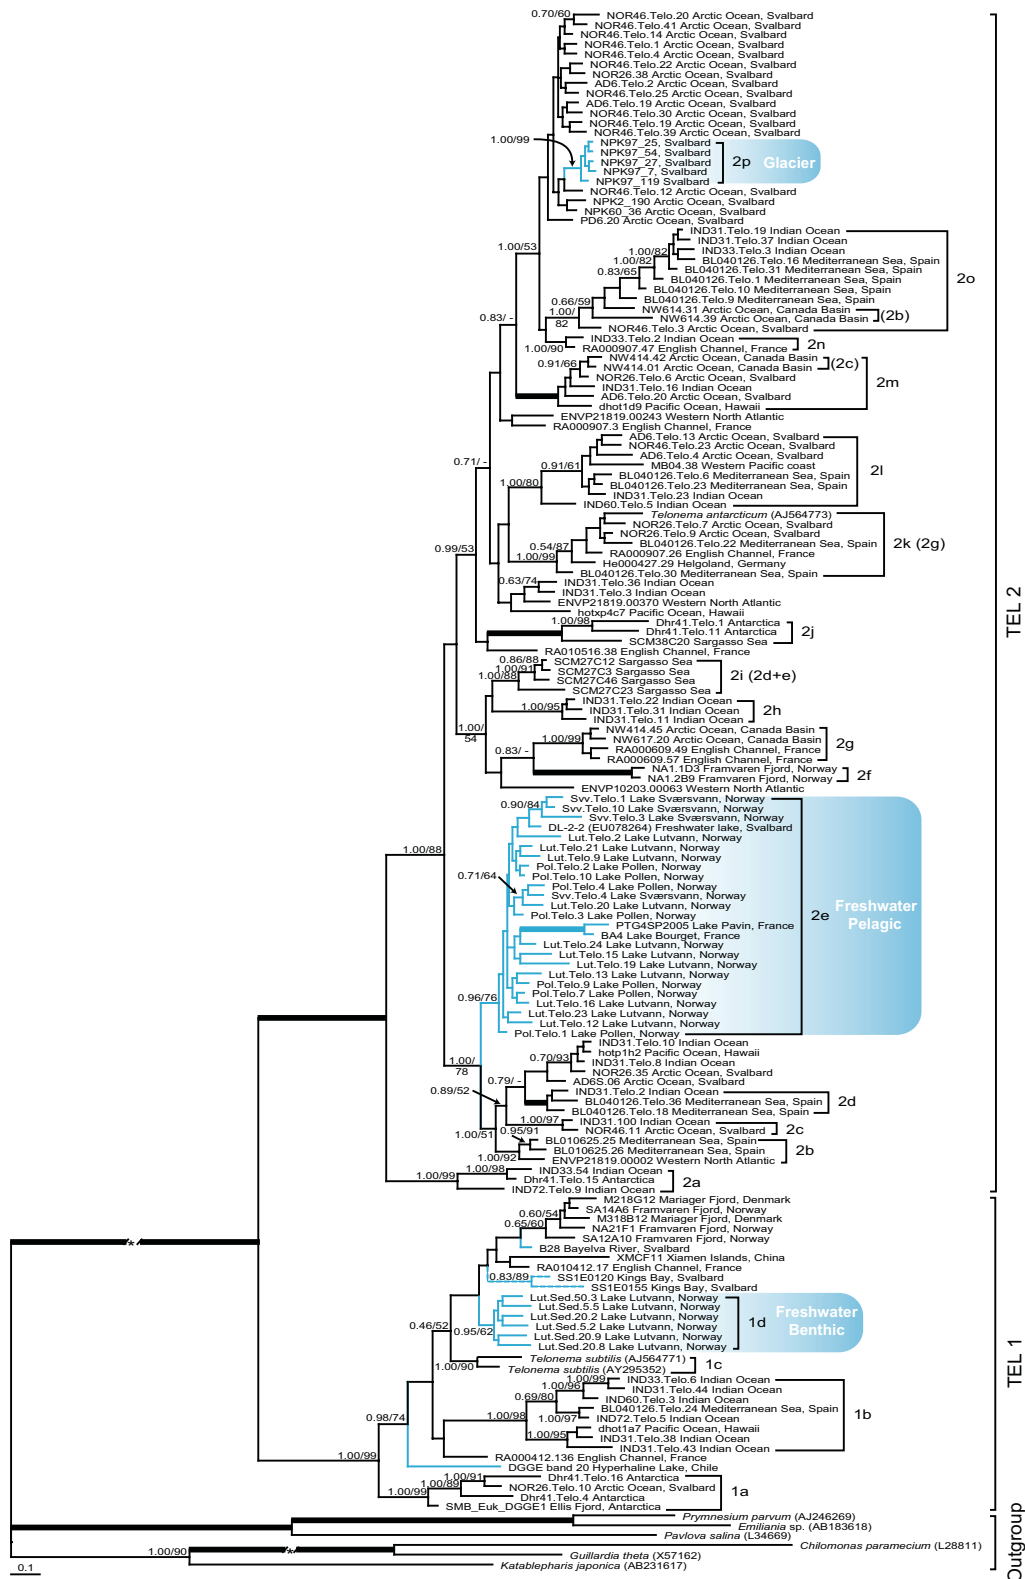 0.70/60
NOR46.Telo.20 Arctic Ocean, Svalbard
NOR46.Telo.41 Arctic Ocean, Svalbard
NOR46.Telo.14 Arctic Ocean, Svalbard
NOR46.Telo.1 Arctic Ocean, Svalbard
NOR46.Telo.4 Arctic Ocean, Svalbard
NOR46.Telo.22 Arctic Ocean, Svalbard
NOR26.38 Arctic Ocean, Svalbard
AD6.Telo.2 Arctic Ocean, Svalbard
NOR46.Telo.25 Arctic Ocean, Svalbard
AD6.Telo.19 Arctic Ocean, Svalbard
NOR46.Telo.30 Arctic Ocean, Svalbard
NOR46.Telo.19 Arctic Ocean, Svalbard
NOR46.Telo.39 Arctic Ocean, Svalbard
1.00/99
NPK97_25, Svalbard
NPK97_54, Svalbard
NPK97_27, Svalbard
NPK97_7, Svalbard
NPK97_119 Svalbard
2p
Glacier
NOR46.Telo.12 Arctic Ocean, Svalbard
NPK2_190 Arctic Ocean, Svalbard
NPK60_36 Arctic Ocean, Svalbard
PD6.20 Arctic Ocean, Svalbard
1.00/53
IND31.Telo.19 Indian Ocean
IND31.Telo.37 Indian Ocean
1.00/82
IND33.Telo.3 Indian Ocean
1.00/82
BL040126.Telo.16 Mediterranean Sea, Spain
BL040126.Telo.31 Mediterranean Sea, Spain
0.83/65
BL040126.Telo.1 Mediterranean Sea, Spain
BL040126.Telo.10 Mediterranean Sea, Spain
BL040126.Telo.9 Mediterranean Sea, Spain
0.66/59
NW614.31 Arctic Ocean, Canada Basin
NW614.39 Arctic Ocean, Canada Basin
(2b)
1.00/
82
NOR46.Telo.3 Arctic Ocean, Svalbard
2o
0.83/ -
IND33.Telo.2 Indian Ocean
1.00/90
RA000907.47 English Channel, France
2n
NW414.42 Arctic Ocean, Canada Basin
0.91/66
NW414.01 Arctic Ocean, Canada Basin
(2c)
NOR26.Telo.6 Arctic Ocean, Svalbard
IND31.Telo.16 Indian Ocean
AD6.Telo.20 Arctic Ocean, Svalbard
dhot1d9 Pacific Ocean, Hawaii
2m
ENVP21819.00243 Western North Atlantic
RA000907.3 English Channel, France
0.71/ -
AD6.Telo.13 Arctic Ocean, Svalbard
NOR46.Telo.23 Arctic Ocean, Svalbard
AD6.Telo.4 Arctic Ocean, Svalbard
0.91/61
MB04.38 Western Pacific coast
1.00/80
BL040126.Telo.6 Mediterranean Sea, Spain
BL040126.Telo.23 Mediterranean Sea, Spain
IND31.Telo.23 Indian Ocean
IND60.Telo.5 Indian Ocean
2l
Telonema antarcticum (AJ564773)
NOR26.Telo.7 Arctic Ocean, Svalbard
NOR26.Telo.9 Arctic Ocean, Svalbard
0.54/87
BL040126.Telo.22 Mediterranean Sea, Spain
1.00/99
RA000907.26 English Channel, France
He000427.29 Helgoland, Germany
BL040126.Telo.30 Mediterranean Sea, Spain
2k (2g)
0.99/53
0.63/74
IND31.Telo.36 Indian Ocean
IND31.Telo.3 Indian Ocean
ENVP21819.00370 Western North Atlantic
hotxp4c7 Pacific Ocean, Hawaii
1.00/98
Dhr41.Telo.1 Antarctica
Dhr41.Telo.11 Antarctica
SCM38C20 Sargasso Sea
2j
RA010516.38 English Channel, France
0.86/88
SCM27C12 Sargasso Sea
1.00/91
SCM27C3 Sargasso Sea
1.00/88
SCM27C46 Sargasso Sea
SCM27C23 Sargasso Sea
2i (2d+e)
IND31.Telo.22 Indian Ocean
1.00/95
IND31.Telo.31 Indian Ocean
IND31.Telo.11 Indian Ocean
2h
1.00/
54
NW414.45 Arctic Ocean, Canada Basin
1.00/99
NW617.20 Arctic Ocean, Canada Basin
RA000609.49 English Channel, France
RA000609.57 English Channel, France
2g
0.83/ -
NA1.1D3 Framvaren Fjord, Norway
NA1.2B9 Framvaren Fjord, Norway
2f
ENVP10203.00063 Western North Atlantic
TEL 2
0.90/84
Svv.Telo.1 Lake Sværsvann, Norway
Svv.Telo.10 Lake Sværsvann, Norway
Svv.Telo.3 Lake Sværsvann, Norway
DL-2-2 (EU078264) Freshwater lake, Svalbard
Lut.Telo.2 Lake Lutvann, Norway
Lut.Telo.21 Lake Lutvann, Norway
Lut.Telo.9 Lake Lutvann, Norway
1.00/88
Pol.Telo.2 Lake Pollen, Norway
Pol.Telo.10 Lake Pollen, Norway
0.71/64
Pol.Telo.4 Lake Pollen, Norway
Svv.Telo.4 Lake Sværsvann, Norway
Lut.Telo.20 Lake Lutvann, Norway
Pol.Telo.3 Lake Pollen, Norway
PTG4SP2005 Lake Pavin, France
BA4 Lake Bourget, France
Lut.Telo.24 Lake Lutvann, Norway
Lut.Telo.15 Lake Lutvann, Norway
Lut.Telo.19 Lake Lutvann, Norway
Lut.Telo.13 Lake Lutvann, Norway
Pol.Telo.9 Lake Pollen, Norway
Pol.Telo.7 Lake Pollen, Norway
0.96/76
Lut.Telo.16 Lake Lutvann, Norway
Lut.Telo.23 Lake Lutvann, Norway
Lut.Telo.12 Lake Lutvann, Norway
Pol.Telo.1 Lake Pollen, Norway
2e
Freshwater
Pelagic
IND31.Telo.10 Indian Ocean
0.70/93
hotp1h2 Pacific Ocean, Hawaii
IND31.Telo.8 Indian Ocean
1.00/
78
NOR26.35 Arctic Ocean, Svalbard
0.79/ -
AD6S.06 Arctic Ocean, Svalbard
0.89/52
IND31.Telo.2 Indian Ocean
BL040126.Telo.36 Mediterranean Sea, Spain
BL040126.Telo.18 Mediterranean Sea, Spain
2d
1.00/97
IND31.100 Indian Ocean
NOR46.11 Arctic Ocean, Svalbard
2c
1.00/51
0.95/91
BL010625.25 Mediterranean Sea, Spain
BL010625.26 Mediterranean Sea, Spain
1.00/92
ENVP21819.00002 Western North Atlantic
2b
1.00/98
IND33.54 Indian Ocean
1.00/99
Dhr41.Telo.15 Antarctica
IND72.Telo.9 Indian Ocean
2a
M218G12 Mariager Fjord, Denmark
0.60/54
SA14A6 Framvaren Fjord, Norway
M318B12 Mariager Fjord, Denmark
0.65/60
NA21F1 Framvaren Fjord, Norway
SA12A10 Framvaren Fjord, Norway
*
B28 Bayelva River, Svalbard
XMCF11 Xiamen Islands, China
RA010412.17 English Channel, France
0.83/89
SS1E0120 Kings Bay, Svalbard
SS1E0155 Kings Bay, Svalbard
Lut.Sed.50.3 Lake Lutvann, Norway
Lut.Sed.5.5 Lake Lutvann, Norway
Lut.Sed.20.2 Lake Lutvann, Norway
0.46/52
0.95/62
Lut.Sed.5.2 Lake Lutvann, Norway
Lut.Sed.20.9 Lake Lutvann, Norway
Lut.Sed.20.8 Lake Lutvann, Norway
1d
Freshwater
Benthic
Telonema subtilis (AJ564771)
1.00/90
Telonema subtilis (AY295352)
1c
TEL 1
1.00/99
IND33.Telo.6 Indian Ocean
1.00/96
IND31.Telo.44 Indian Ocean
0.69/80
IND60.Telo.3 Indian Ocean
BL040126.Telo.24 Mediterranean Sea, Spain
1.00/98
1.00/97
IND72.Telo.5 Indian Ocean
dhot1a7 Pacific Ocean, Hawaii
1.00/95
IND31.Telo.38 Indian Ocean
IND31.Telo.43 Indian Ocean
1b
0.98/74
RA000412.136 English Channel, France
DGGE band 20 Hyperhaline Lake, Chile
1.00/99
1.00/91
Dhr41.Telo.16 Antarctica
1.00/89
NOR26.Telo.10 Arctic Ocean, Svalbard
1.00/99
Dhr41.Telo.4 Antarctica
SMB_Euk_DGGE1 Ellis Fjord, Antarctica
1a
Prymnesium parvum (AJ246269)
Emiliania sp. (AB183618)
Pavlova salina (L34669)
Chilomonas paramecium (L28811)
1.00/90
*
Guillardia theta (X57162)
Katablepharis japonica (AB231617)
Outgroup
0.1